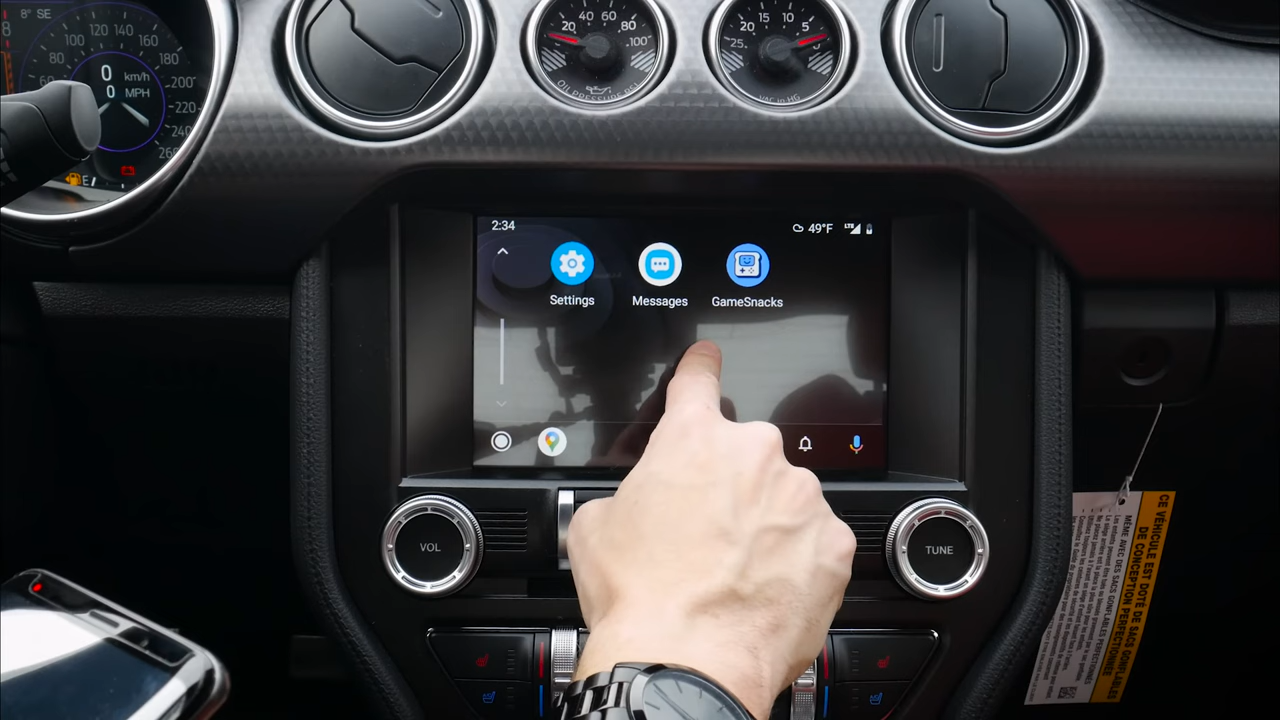 8° SE
8
60
80
100
120
140
160
180
200
220
240
260
0 km/h
0 MPH
E
20
40
60
80
100
OIL PRESSURE PSI
25
20
15
10
5
VAC in HG
2:34
49°F
LTE
Settings
Messages
GameSnacks
VOL
TUNE
CE VÉHICULE EST DOTÉ DE SACS GONFLABLES
DE CONCEPTION PERFECTIONNÉE
MÊME AVEC DES SACS GONFLABLES PERFECTIONNÉS